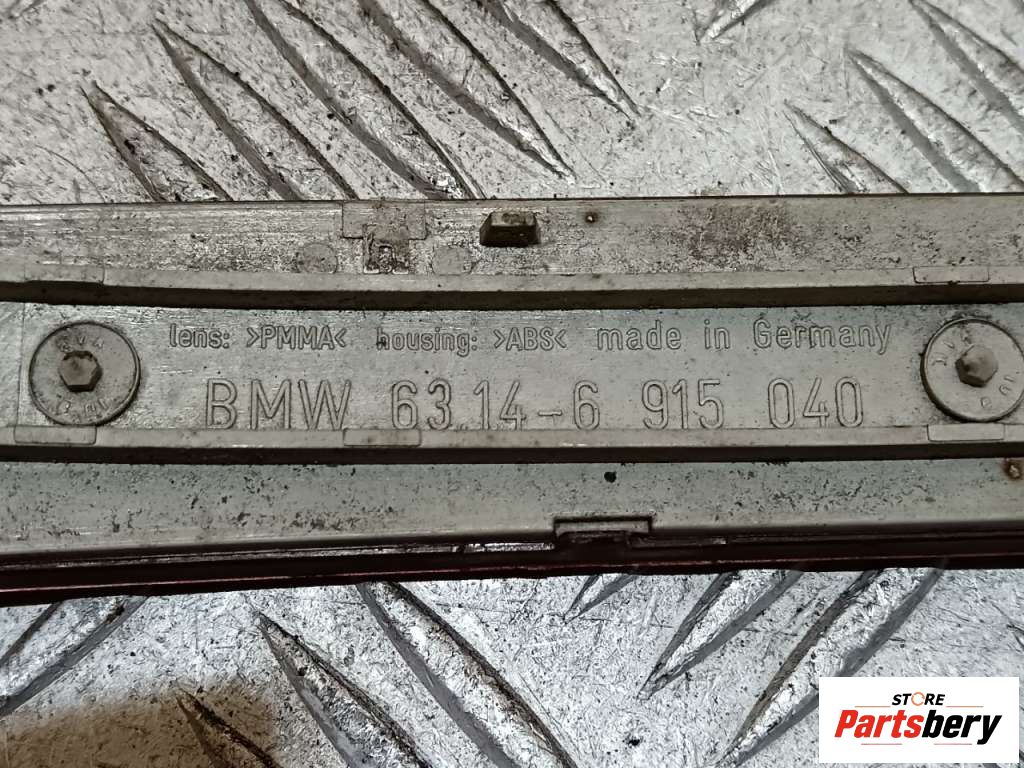 lens: >PMMA< housing: >ABS< made in Germany
BMW 63.14-6 915 040
STORE
Partsbery